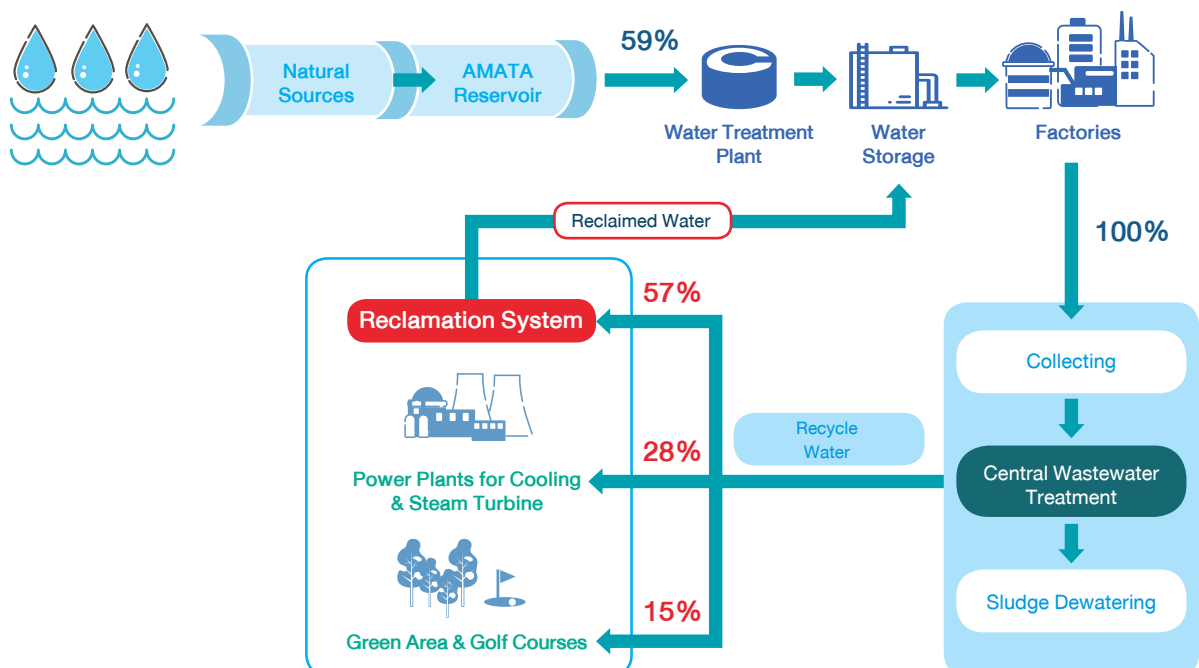 Natural
Sources
AMATA
Reservoir
59%
Water Treatment
Plant
Water
Storage
Factories
Reclaimed Water
100%
57%
Reclamation System
Collecting
Recycle
Water
28%
Power Plants for Cooling
& Steam Turbine
Central Wastewater
Treatment
15%
Green Area & Golf Courses
Sludge Dewatering